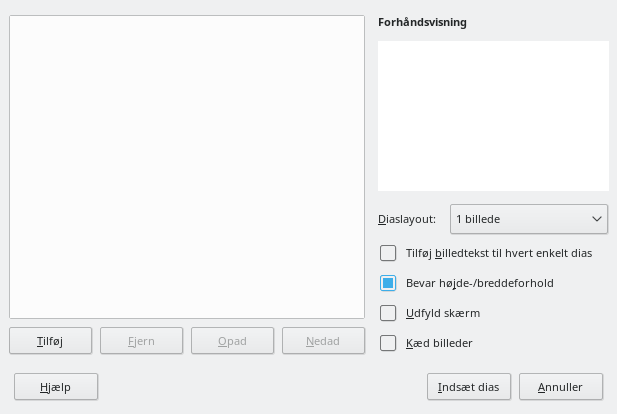 Forhåndsvisning
Diaslayout: 1 billede
Tilføj billedtekst til hvert enkelt dias
Bevar højde-/breddeforhold
Udfyld skærm
Kæd billeder
Tilføj Fjern Opad Nedad
Hjælp Indsæt dias Annuller